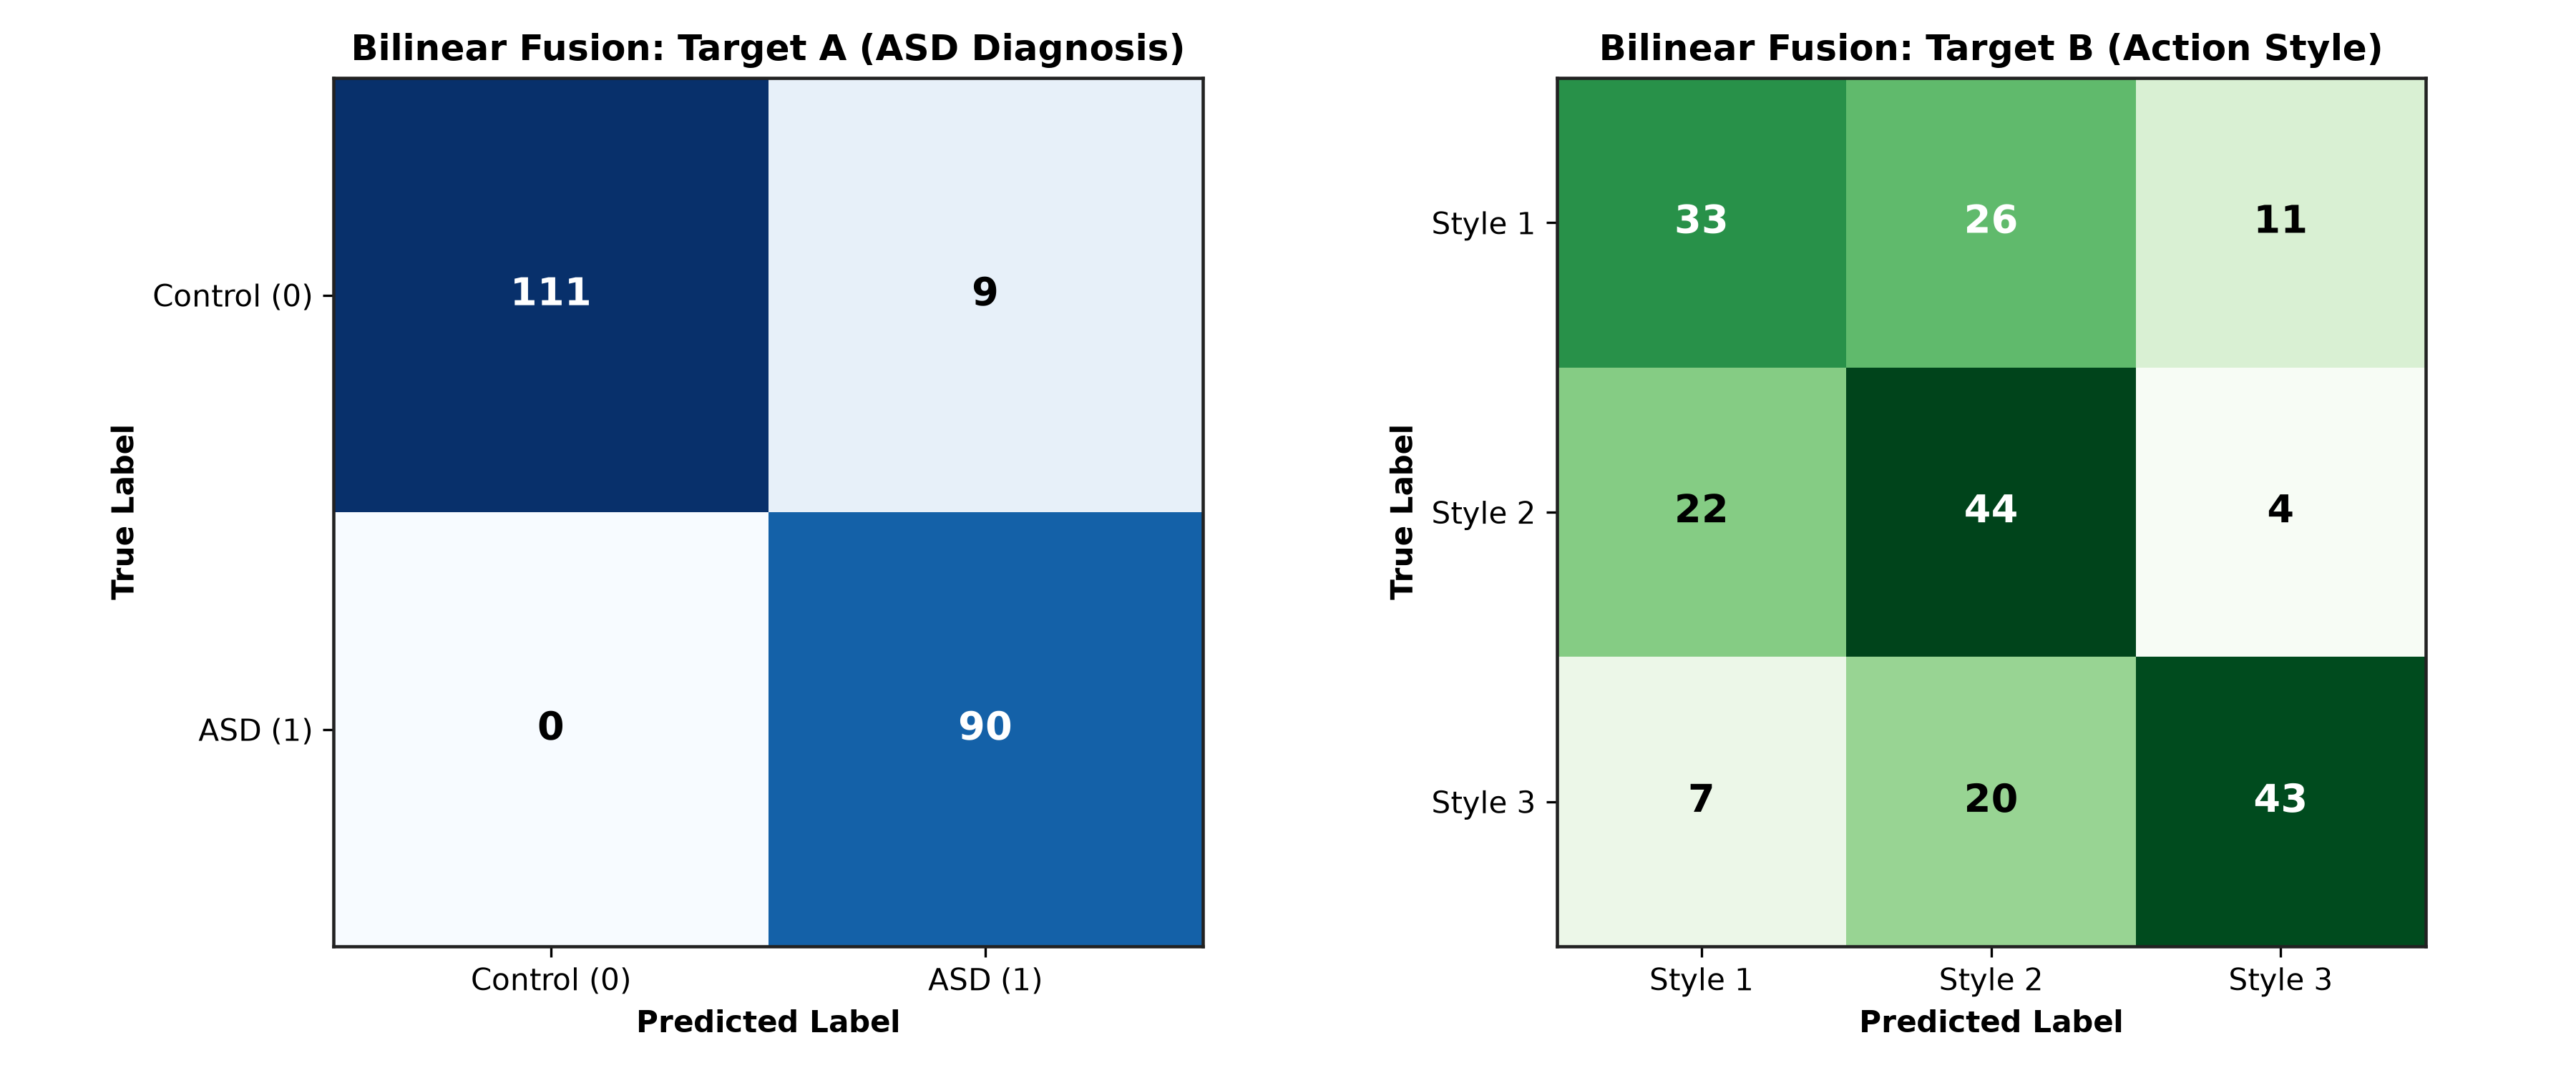 Bilinear Fusion: Target A (ASD Diagnosis)
True Label
Control (0)
111
9
ASD (1)
0
90
Control (0)
ASD (1)
Predicted Label
Bilinear Fusion: Target B (Action Style)
True Label
Style 1
33
26
11
Style 2
22
44
4
Style 3
7
20
43
Style 1
Style 2
Style 3
Predicted Label